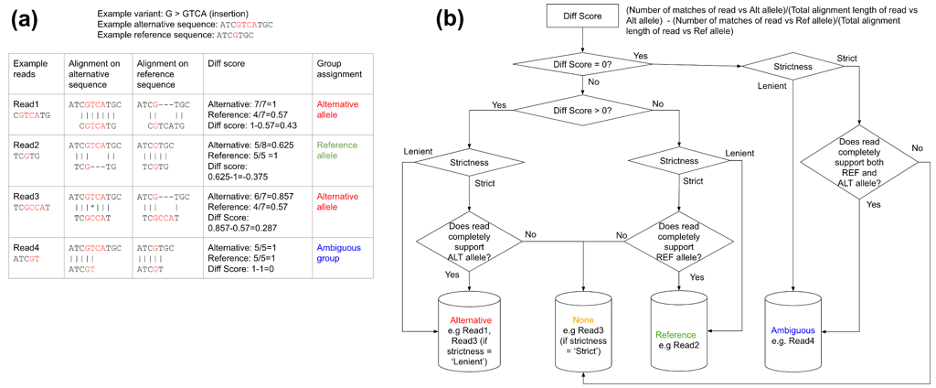 (a)
Example variant: G > GTCA (insertion)
Example alternative sequence: ATCGTCATGC
Example reference sequence: ATCGTGC
Example reads
Alignment on alternative sequence
Alignment on reference sequence
Diff score
Group assignment
Read1
CGTCATG
ATCGTCATGC
| | | | | | |
CGTCATG
ATCG---TGC
| |    | |
CGTCATG
Alternative: 7/7=1
Reference: 4/7=0.57
Diff score: 1-0.57=0.43
Alternative allele
Read2
TCGTG
ATCGTCATGC
| | |    | |
TCG---TG
ATCGTGC
| | | | |
TCGTG
Alternative: 5/8=0.625
Reference: 5/5 =1
Diff score:
0.625-1=-0.375
Reference allele
Read3
TCGCCAT
ATCGTCATGC
| | | * | | |
TCGCCAT
ATCG---TGC
| | |    |
TCGCCAT
Alternative: 6/7=0.857
Reference: 4/7=0.57
Diff Score:
0.857-0.57=0.287
Alternative allele
Read4
ATCGT
ATCGTCATGC
| | | | |
ATCGT
ATCGTGC
| | | | |
ATCGT
Alternative: 5/5=1
Reference: 5/5=1
Diff Score: 1-1=0
Ambiguous group
(b)
Diff Score
(Number of matches of read vs Alt allele)/(Total alignment length of read vs
Alt allele) - (Number of matches of read vs Ref allele)/(Total alignment
length of read vs Ref allele)
Diff Score = 0?
Yes
No
Strictness
Strict
Lenient
Diff Score > 0?
Yes
No
Lenient
Strictness
Strict
Strictness
Lenient
Strict
Does read
completely
support both
REF and
ALT allele?
No
Yes
Does read
completely
support
ALT allele?
No
Yes
Does read
completely
support
REF allele?
No
Yes
Alternative
e.g Read1,
Read3 (if
strictness =
'Lenient')
None
e.g Read3
(if strictness
= 'Strict')
Reference
e.g Read2
Ambiguous
e.g. Read4